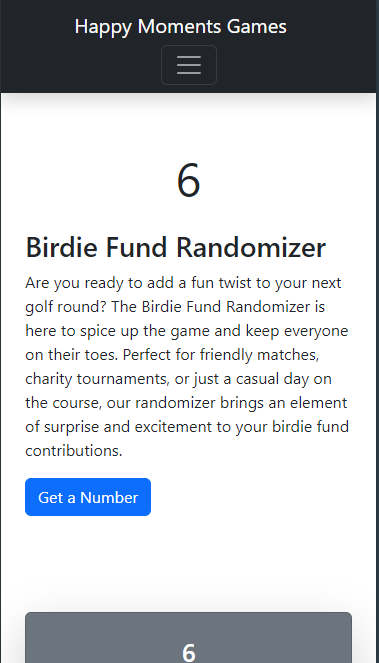 Happy Moments Games
6
Birdie Fund Randomizer
Are you ready to add a fun twist to your next
golf round? The Birdie Fund Randomizer is
here to spice up the game and keep everyone
on their toes. Perfect for friendly matches,
charity tournaments, or just a casual day on
the course, our randomizer brings an element
of surprise and excitement to your birdie fund
contributions.
Get a Number
6